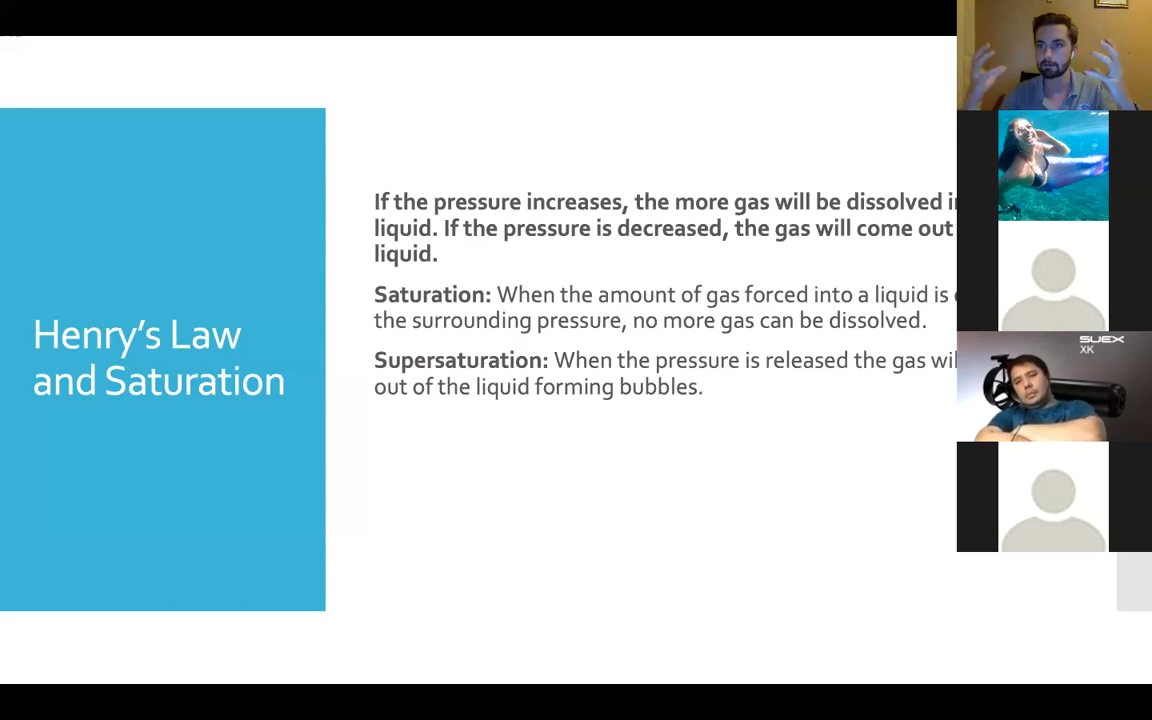 Henry's Law
and Saturation
If the pressure increases, the more gas will be dissolved
liquid. If the pressure is decreased, the gas will come out
liquid.
Saturation: When the amount of gas forced into a liquid is
the surrounding pressure, no more gas can be dissolved.
Supersaturation: When the pressure is released the gas
out of the liquid forming bubbles.
SUEX
XK